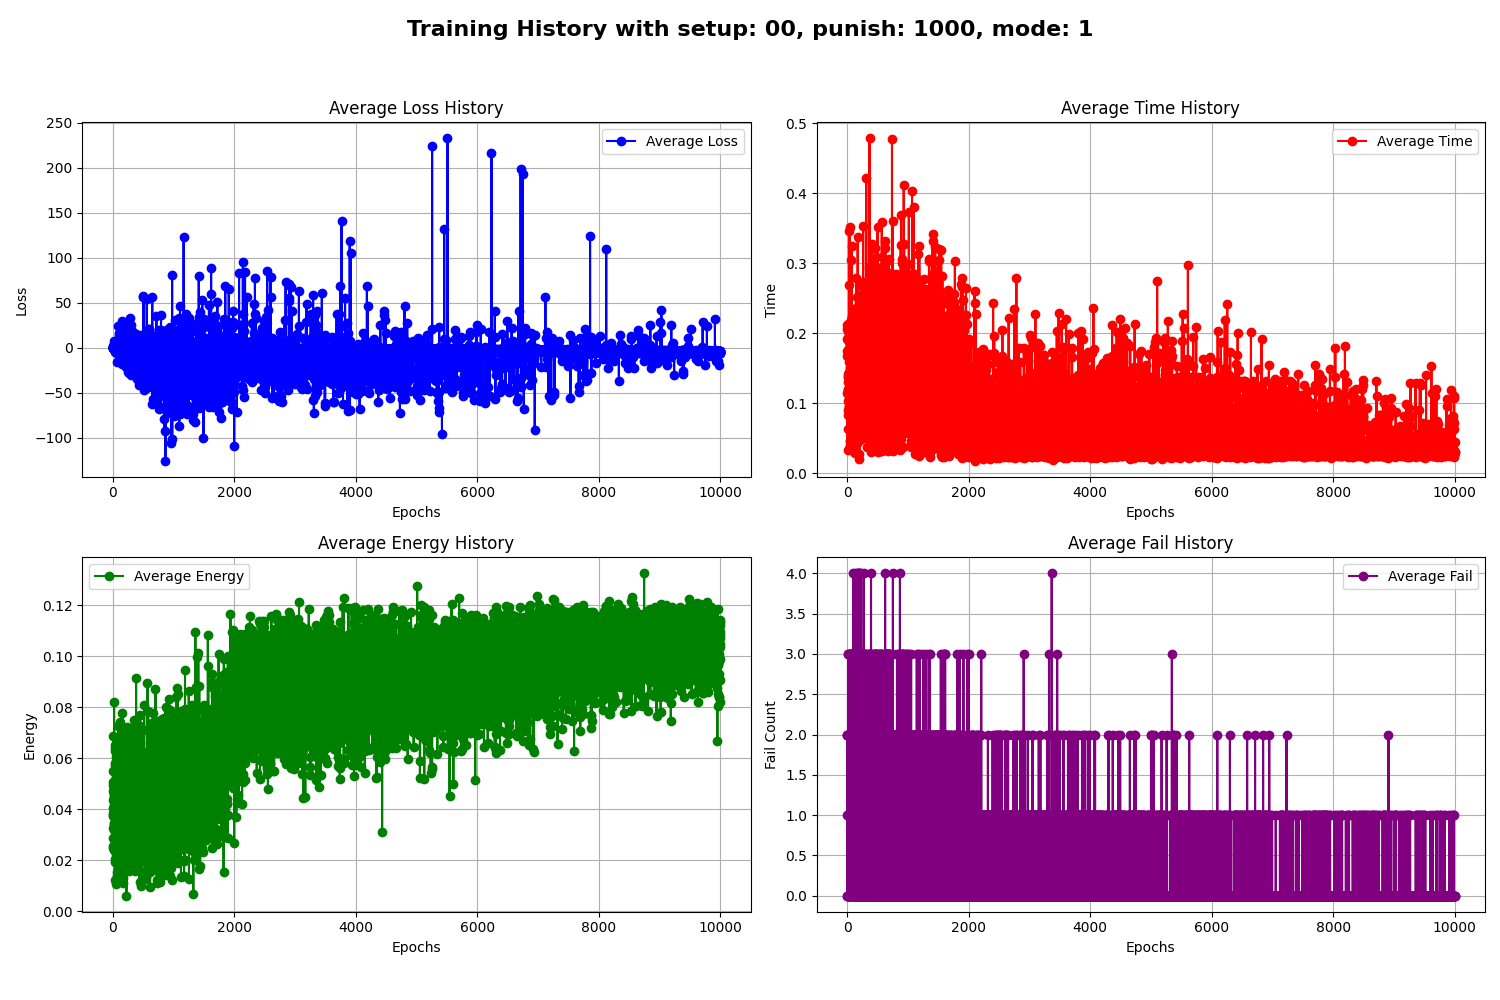 Training History with setup: 00, punish: 1000, mode: 1
Average Loss History
Average Loss
Loss
250
200
150
100
50
0
−50
−100
0 2000 4000 6000 8000 10000
Epochs
Average Time History
Average Time
Time
0.5
0.4
0.3
0.2
0.1
0.0
0 2000 4000 6000 8000 10000
Epochs
Average Energy History
Average Energy
Energy
0.12
0.10
0.08
0.06
0.04
0.02
0.00
0 2000 4000 6000 8000 10000
Epochs
Average Fail History
Average Fail
Fail Count
4.0
3.5
3.0
2.5
2.0
1.5
1.0
0.5
0.0
0 2000 4000 6000 8000 10000
Epochs